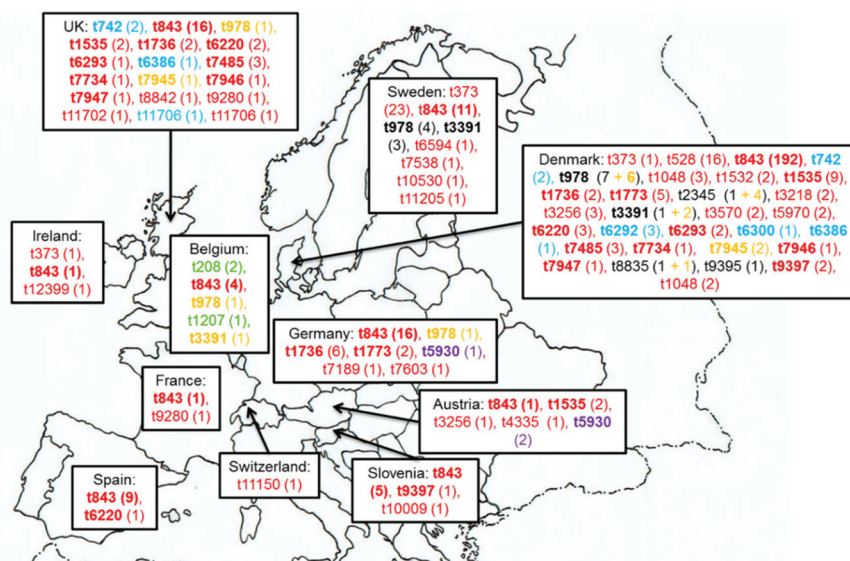 UK: t742 (2), t843 (16), t978 (1),
t1535 (2), t1736 (2), t6220 (2),
t6293 (1), t6386 (1), t7485 (3),
t7734 (1), t7945 (1), t7946 (1),
t7947 (1), t8842 (1), t9280 (1),
t11702 (1), t11706 (1), t11706 (1)
Sweden: t373
(23), t843 (11),
t978 (4), t3391
(3), t6594 (1),
t7538 (1),
t10530 (1),
t11205 (1)
Denmark: t373 (1), t528 (16), t843 (192), t742
(2), t978 (7 + 6), t1048 (3), t1532 (2), t1535 (9),
t1736 (2), t1773 (5), t2345 (1 + 4), t3218 (2),
t3256 (3), t3391 (1 + 2), t3570 (2), t5970 (2),
t6220 (3), t6292 (3), t6293 (2), t6300 (1), t6386
(1), t7485 (3), t7734 (1), t7945 (2), t7946 (1),
t7947 (1), t8835 (1 + 1), t9395 (1), t9397 (2),
t1048 (2)
Ireland:
t373 (1),
t843 (1),
t12399 (1)
Belgium:
t208 (2),
t843 (4),
t978 (1),
t1207 (1),
t3391 (1)
Germany: t843 (16), t978 (1),
t1736 (6), t1773 (2), t5930 (1),
t7189 (1), t7603 (1)
France:
t843 (1),
t9280 (1)
Austria: t843 (1), t1535 (2),
t3256 (1), t4335 (1), t5930
(2)
Switzerland:
t11150 (1)
Slovenia: t843
(5), t9397 (1),
t10009 (1)
Spain:
t843 (9),
t6220 (1)